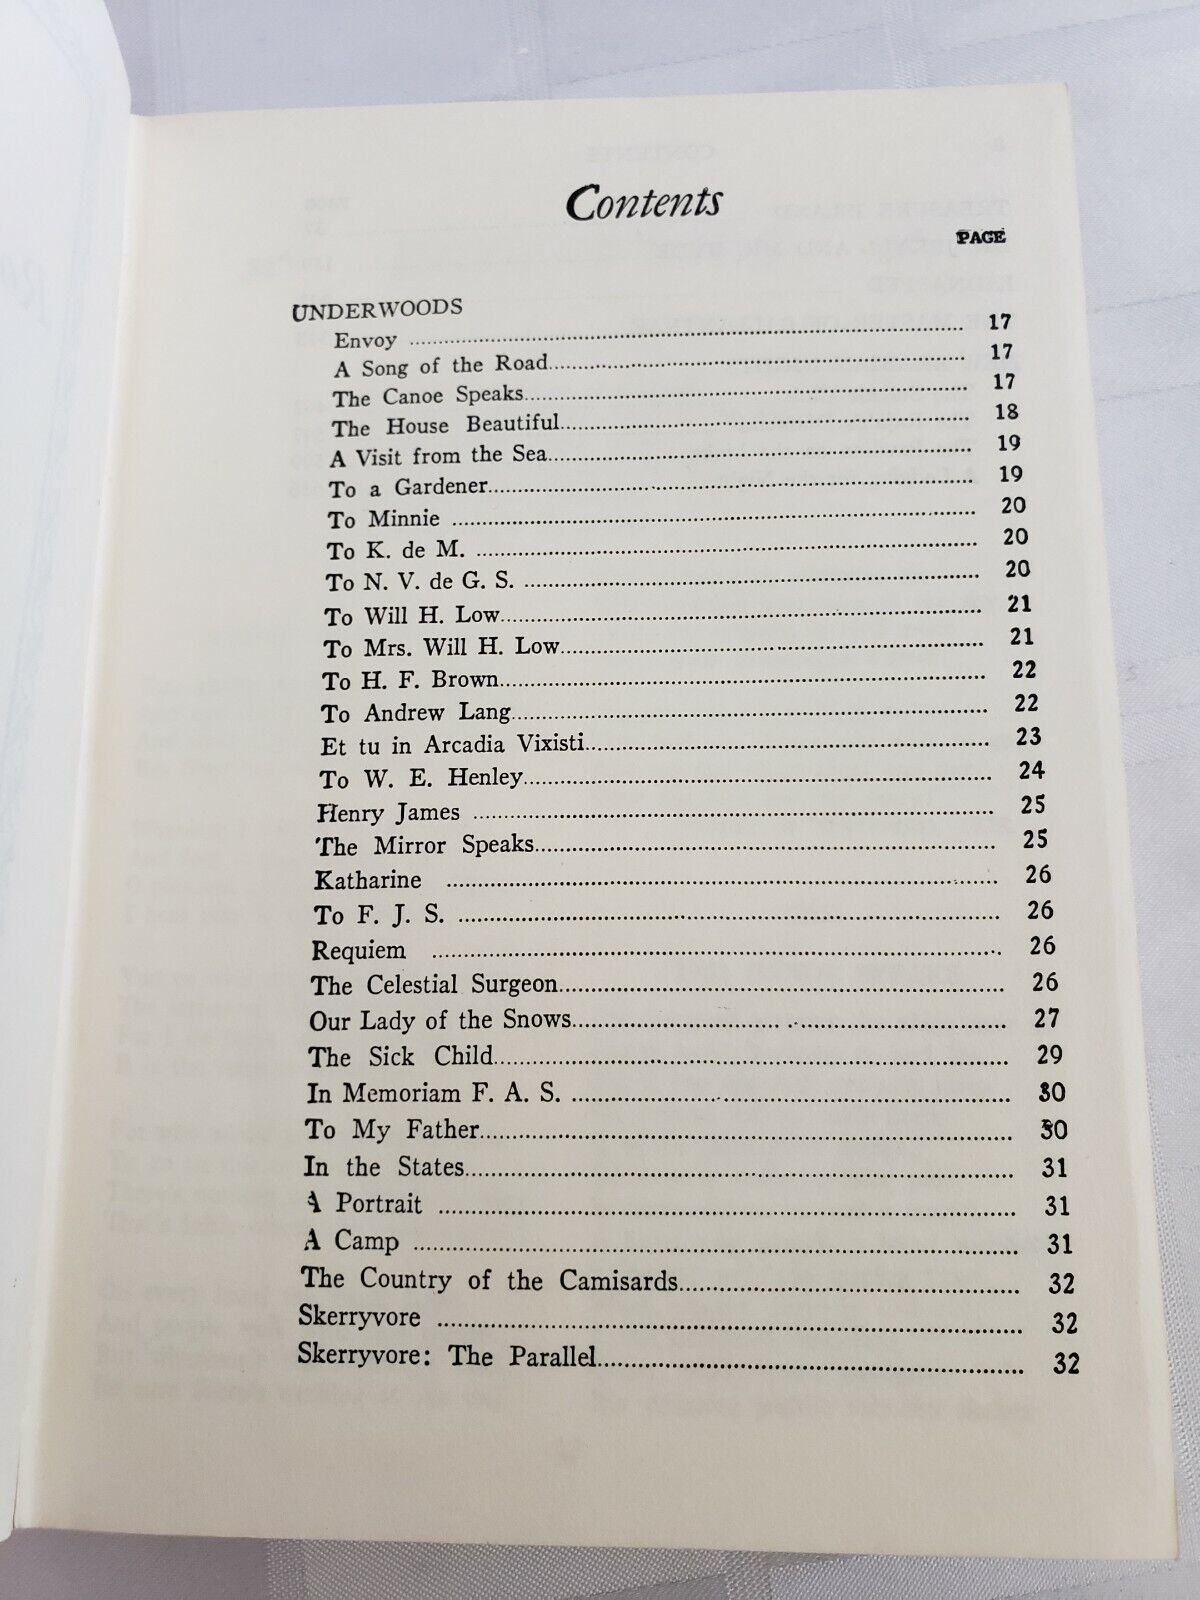 Contents
PAGE
UNDERWOODS
Envoy ........ 17
A Song of the Road........ 17
The Canoe Speaks........ 17
The House Beautiful........ 18
A Visit from the Sea........ 19
To a Gardener........ 19
To Minnie ........ 20
To K. de M. ........ 20
To N. V. de G. S. ........ 20
To Will H. Low........ 21
To Mrs. Will H. Low........ 21
To H. F. Brown........ 22
To Andrew Lang........ 22
Et tu in Arcadia Vixisti........ 23
To W. E. Henley........ 24
Henry James ........ 25
The Mirror Speaks........ 25
Katharine ........ 26
To F. J. S. ........ 26
Requiem ........ 26
The Celestial Surgeon........ 26
Our Lady of the Snows........ 27
The Sick Child........ 29
In Memoriam F. A. S. ........ 30
To My Father........ 30
In the States........ 31
A Portrait ........ 31
A Camp ........ 31
The Country of the Camisards........ 32
Skerryvore ........ 32
Skerryvore: The Parallel........ 32